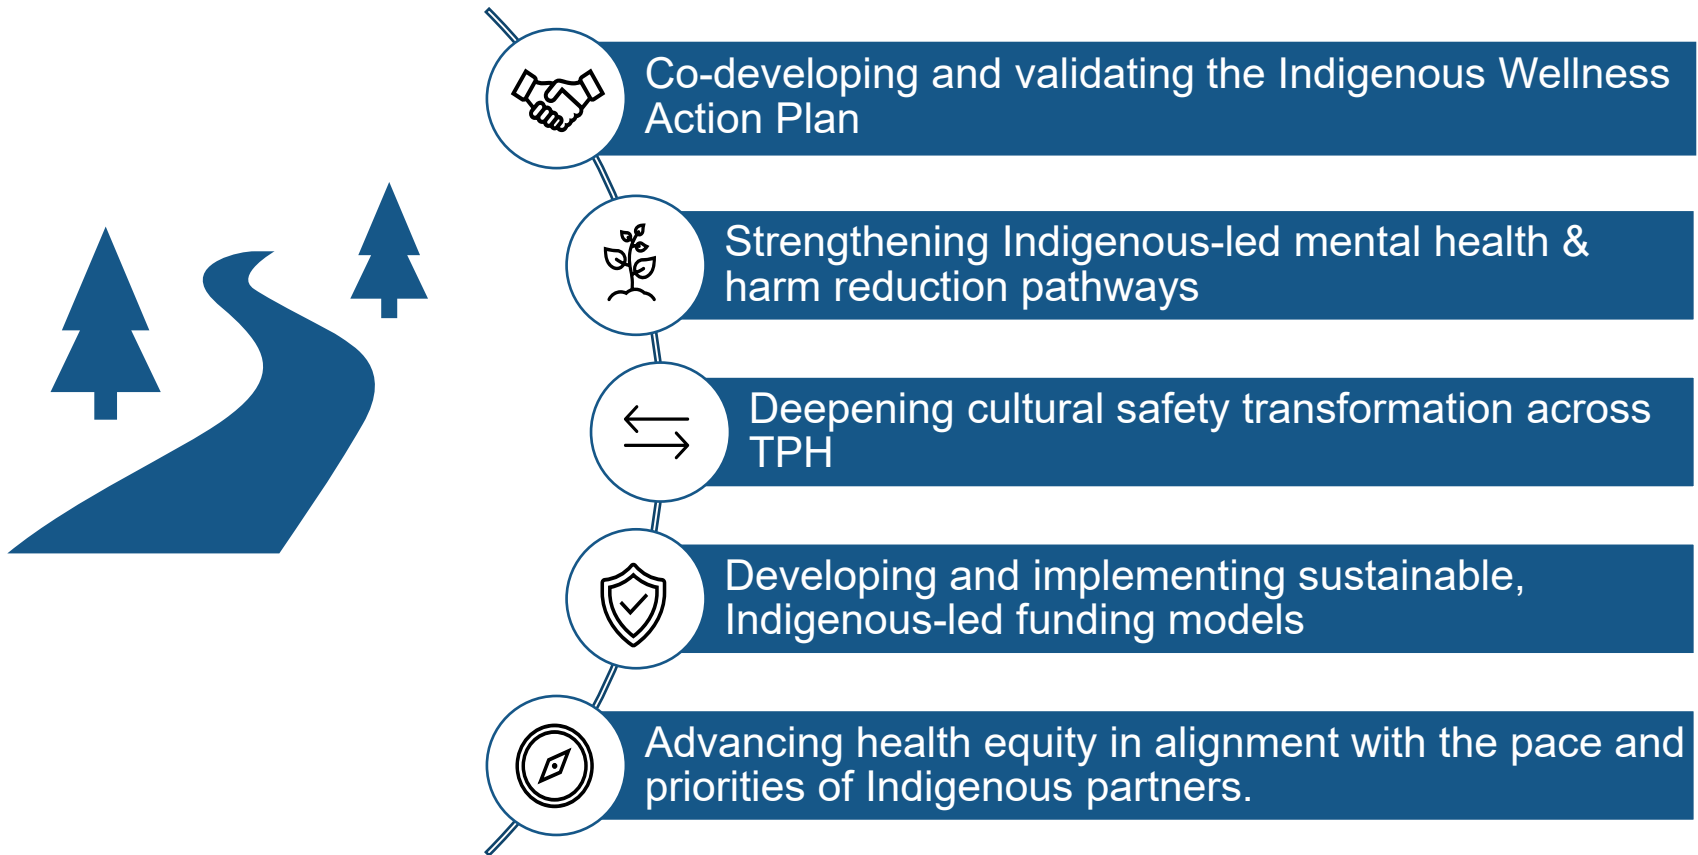 Co-developing and validating the Indigenous Wellness
Action Plan
Strengthening Indigenous-led mental health &
harm reduction pathways
Deepening cultural safety transformation across
TPH
Developing and implementing sustainable,
Indigenous-led funding models
Advancing health equity in alignment with the pace and
priorities of Indigenous partners.